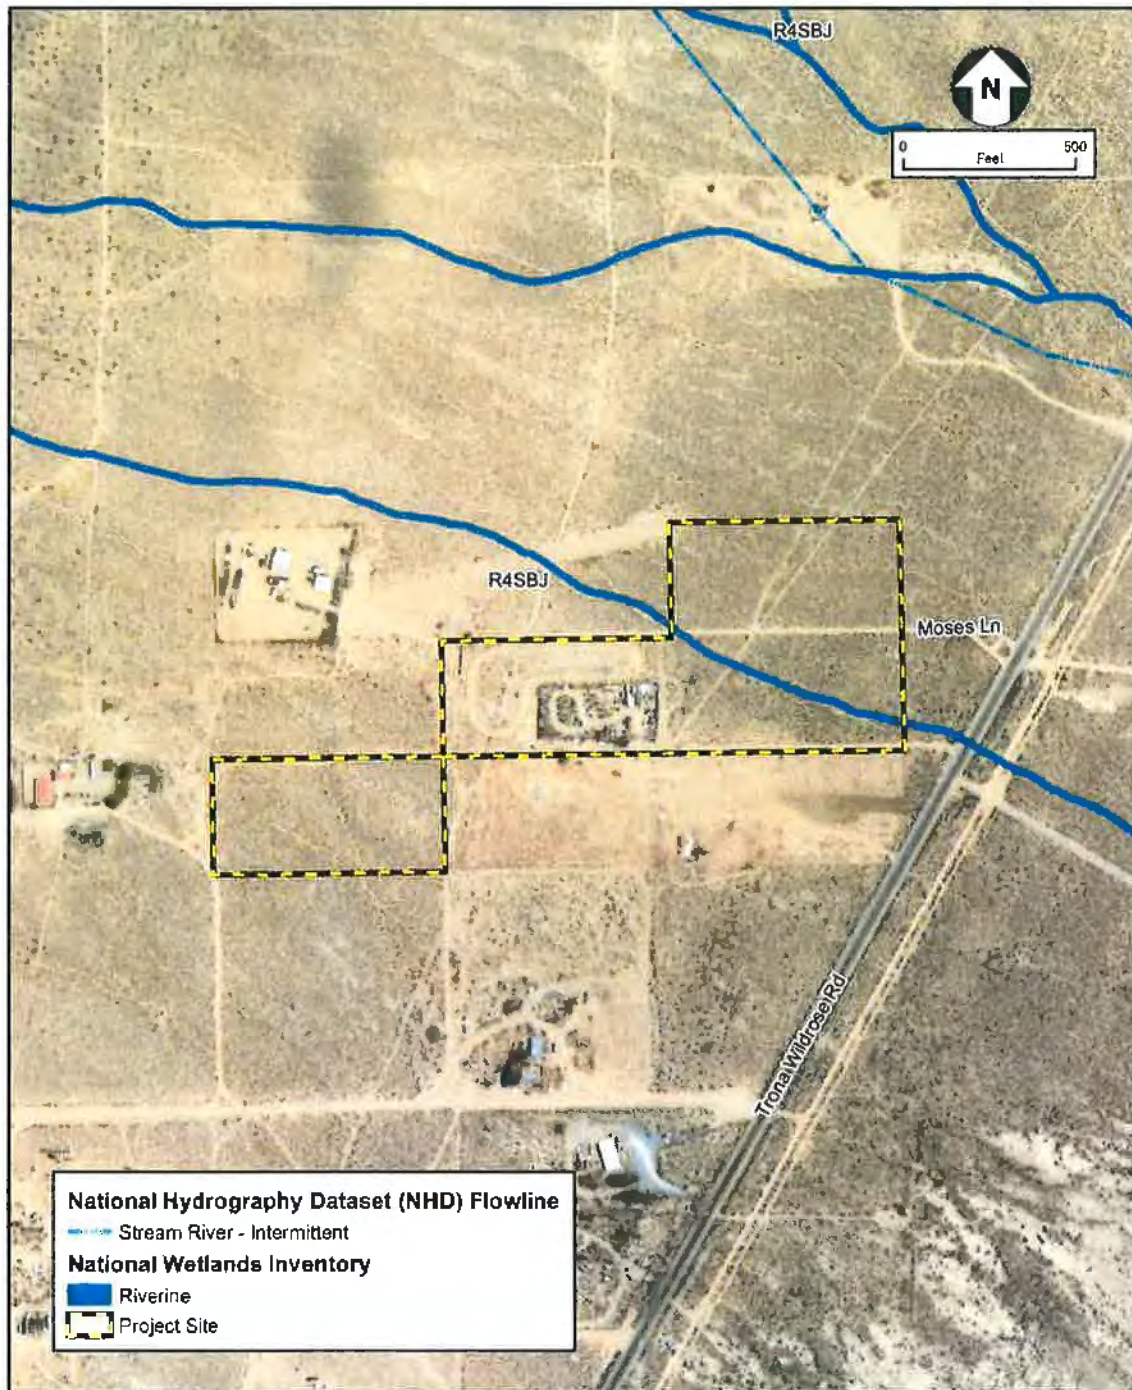 R4SBJ
N
0 500
Feet
R4SBJ
Moses Ln
Trona Wildrose Rd
National Hydrography Dataset (NHD) Flowline
Stream River - Intermittent
National Wetlands Inventory
Riverine
Project Site